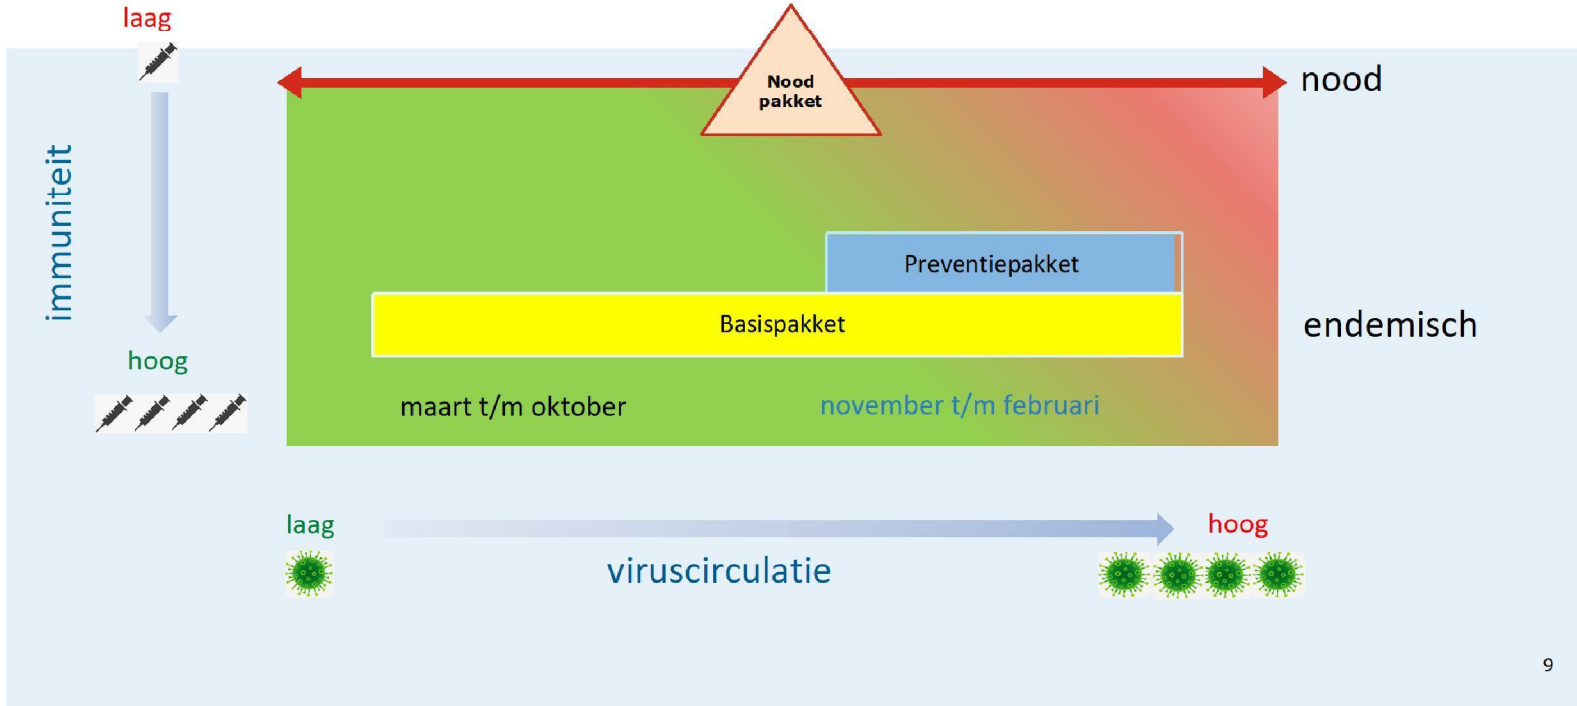 laag
Nood
pakket
nood
immuniteit
Preventiepakket
Basispakket
endemisch
hoog
maart t/m oktober
november t/m februari
laag
hoog
viruscirculatie
9